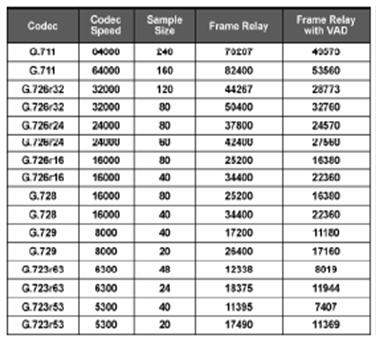 Codec Codec Speed Sample Size Frame Relay Frame Relay with VAD
G.711 64000 240 76267 49573
G.711 64000 160 82400 53560
G.726r32 32000 120 44267 28773
G.726r32 32000 80 50400 32760
G.726r24 24000 80 37800 24570
G.726r24 24000 60 42400 27560
G.726r16 16000 80 25200 16380
G.726r16 16000 40 34400 22360
G.728 16000 80 25200 16380
G.728 16000 40 34400 22360
G.729 8000 40 17200 11180
G.729 8000 20 26400 17160
G.723r63 6300 48 12338 8019
G.723r63 6300 24 18375 11944
G.723r53 5300 40 11395 7407
G.723r53 5300 20 17490 11369